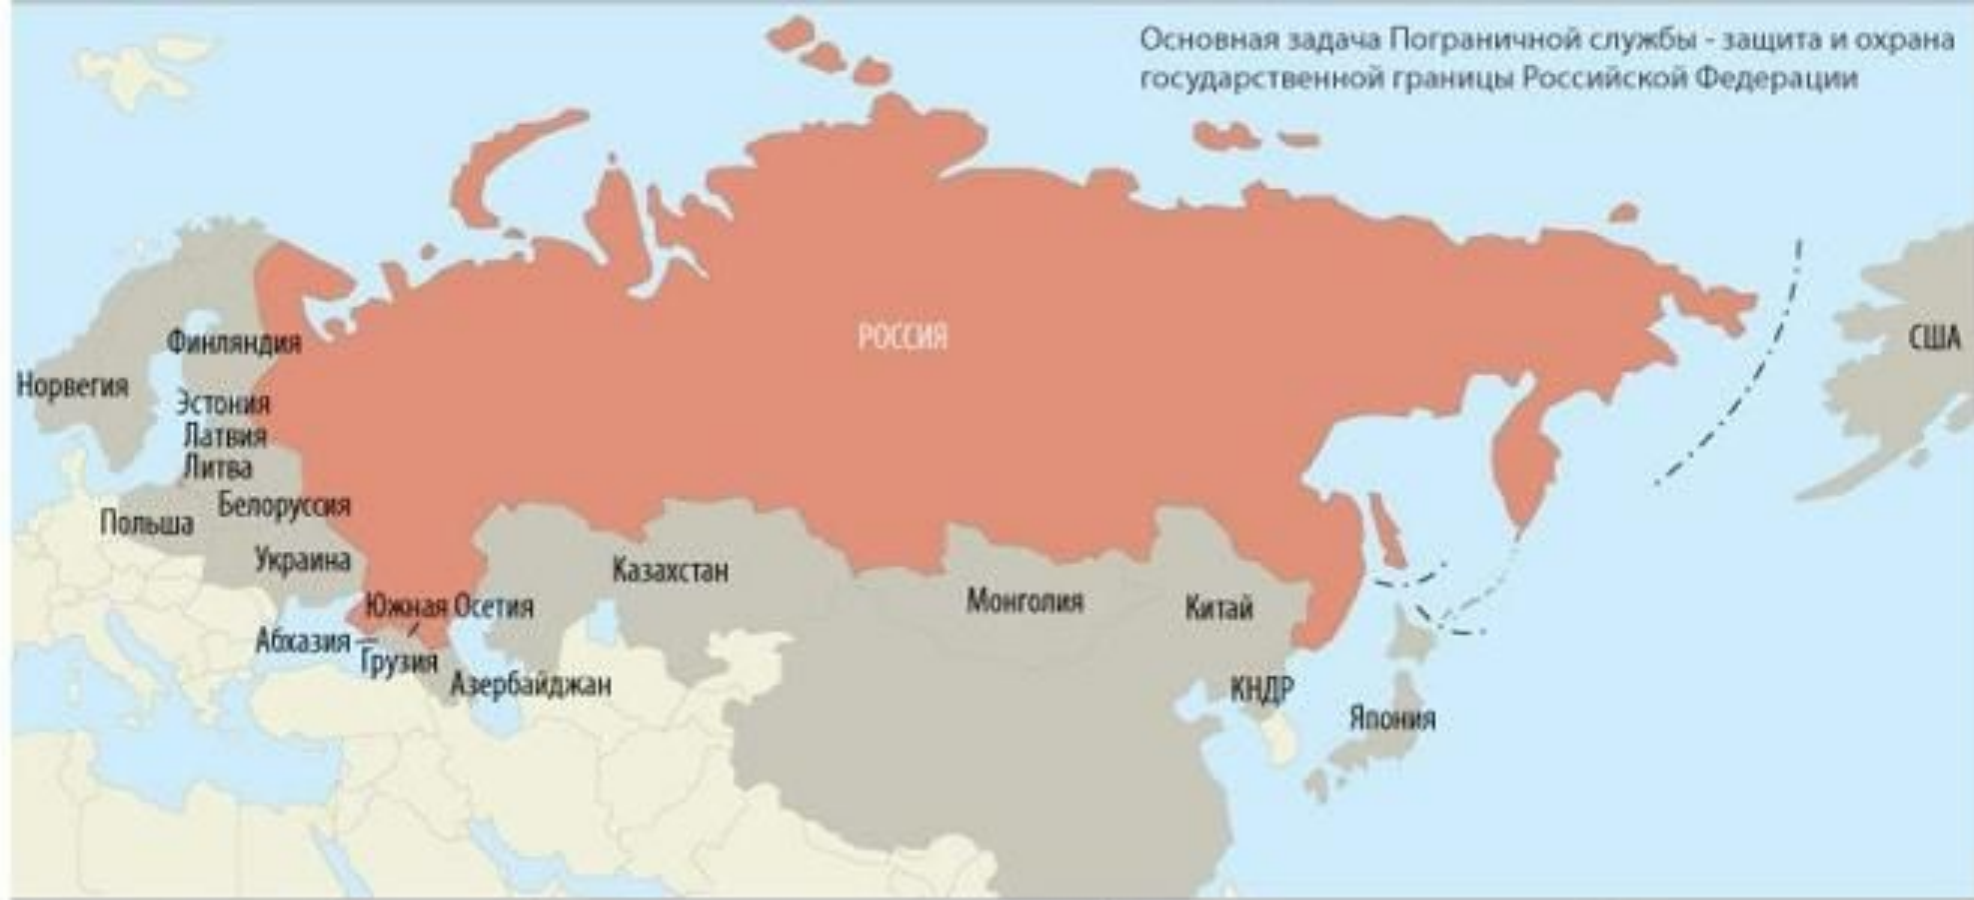 Основная задача Пограничной службы - защита и охрана
государственной границы Российской Федерации
РОССИЯ
США
Финляндия
Норвегия
Эстония
Латвия
Литва
Белоруссия
Польша
Украина
Казахстан
Монголия
Китай
Южная Осетия
Абхазия
Грузия
Азербайджан
КНДР
Япония